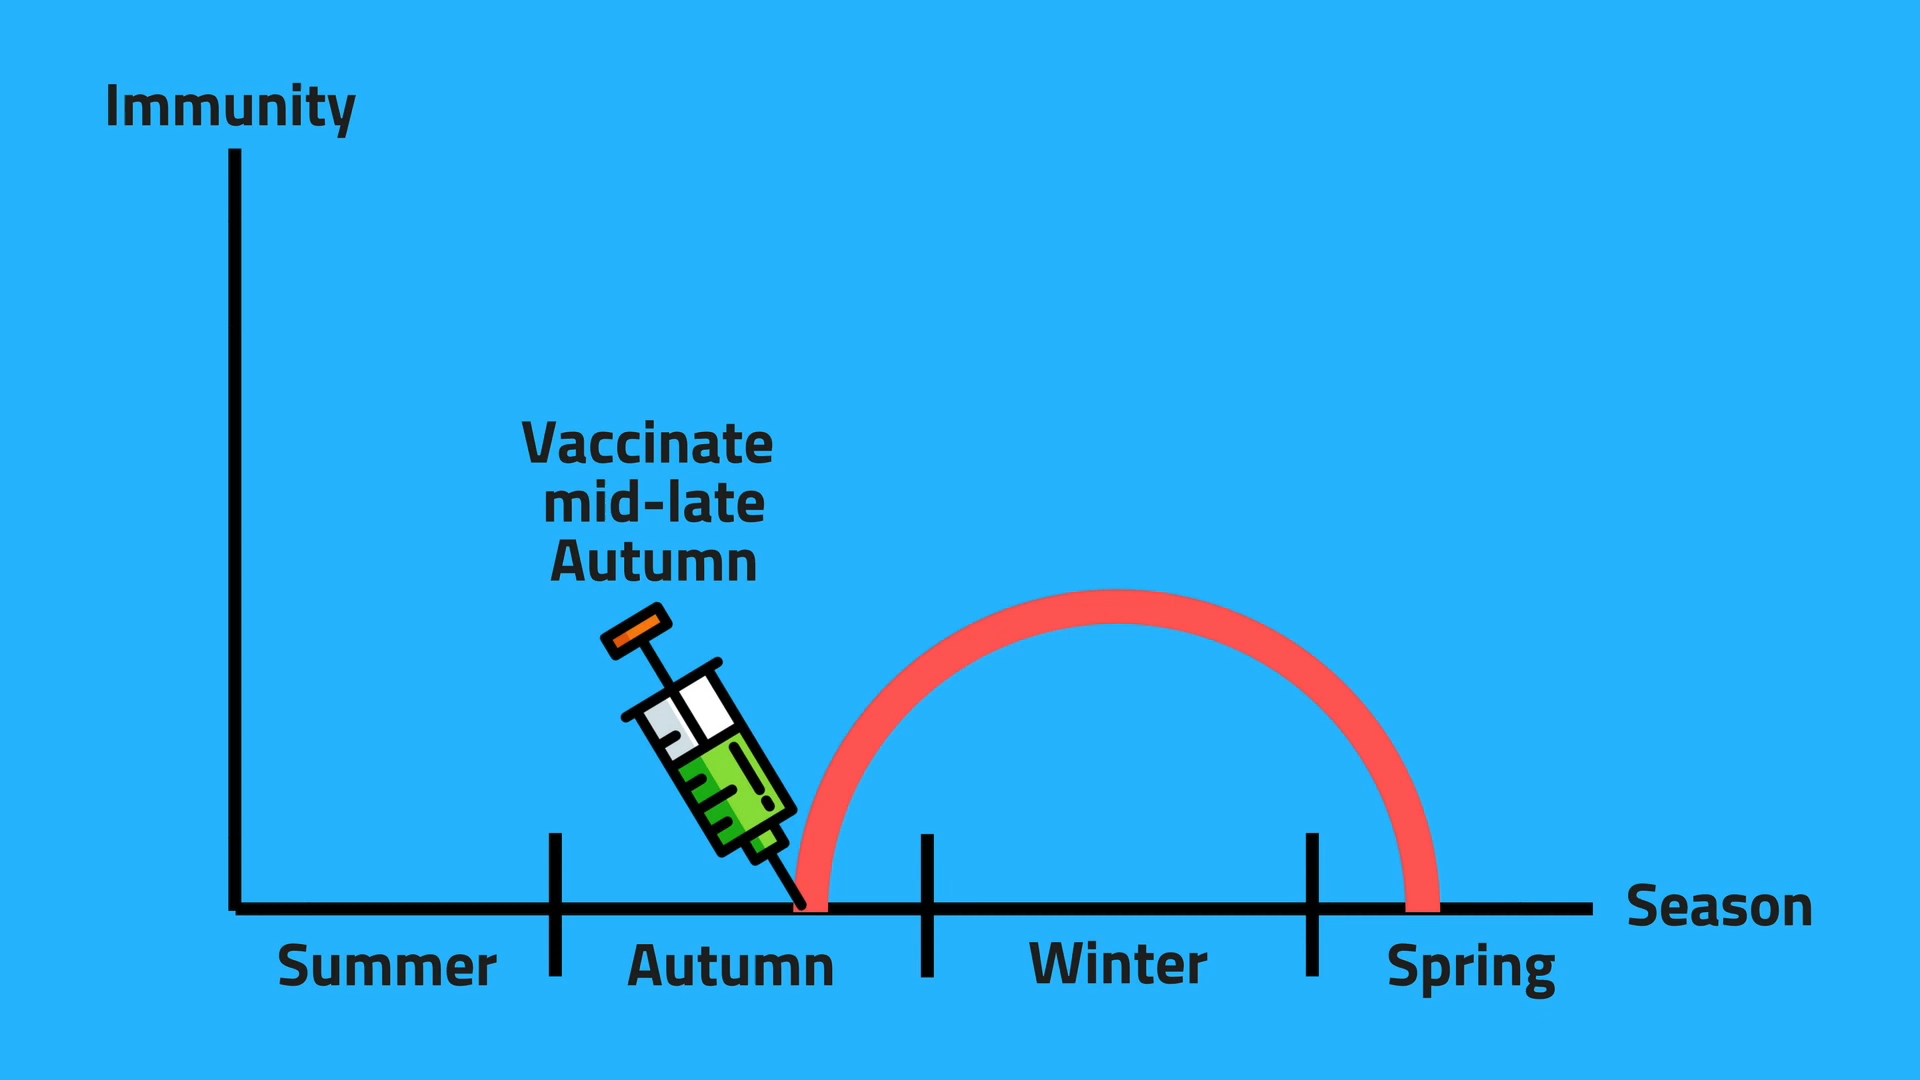 Immunity
Vaccinate
mid-late
Autumn
Season
Summer
Autumn
Winter
Spring